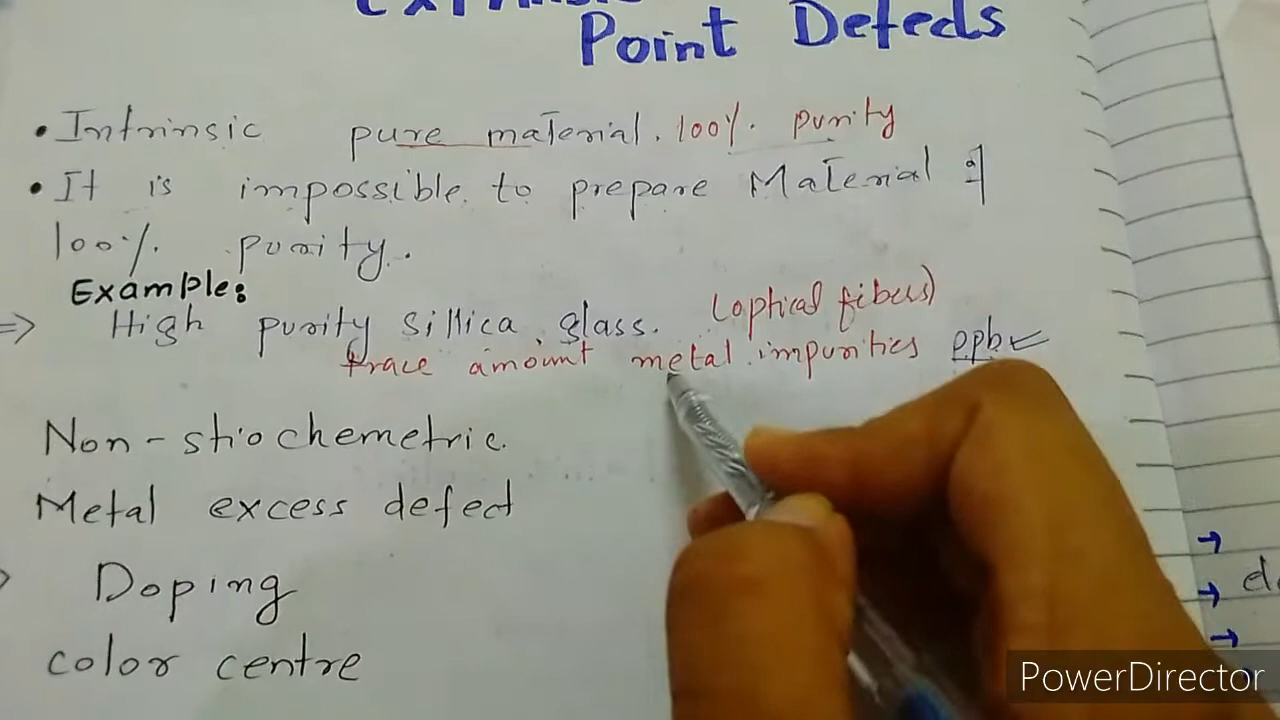 Point Defects
• Intrinsic pure material. 100% purity
• It is impossible to prepare Material of
100% purity.
Example:
=> High purity sillica glass. (optical fibers)
trace amount metal impurities ppb
Non-stiochemetric.
Metal excess defect
Doping
color centre
PowerDirector